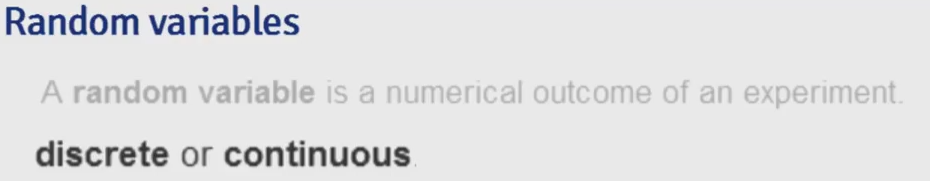 Random variables
A random variable is a numerical outcome of an experiment.
discrete or continuous.